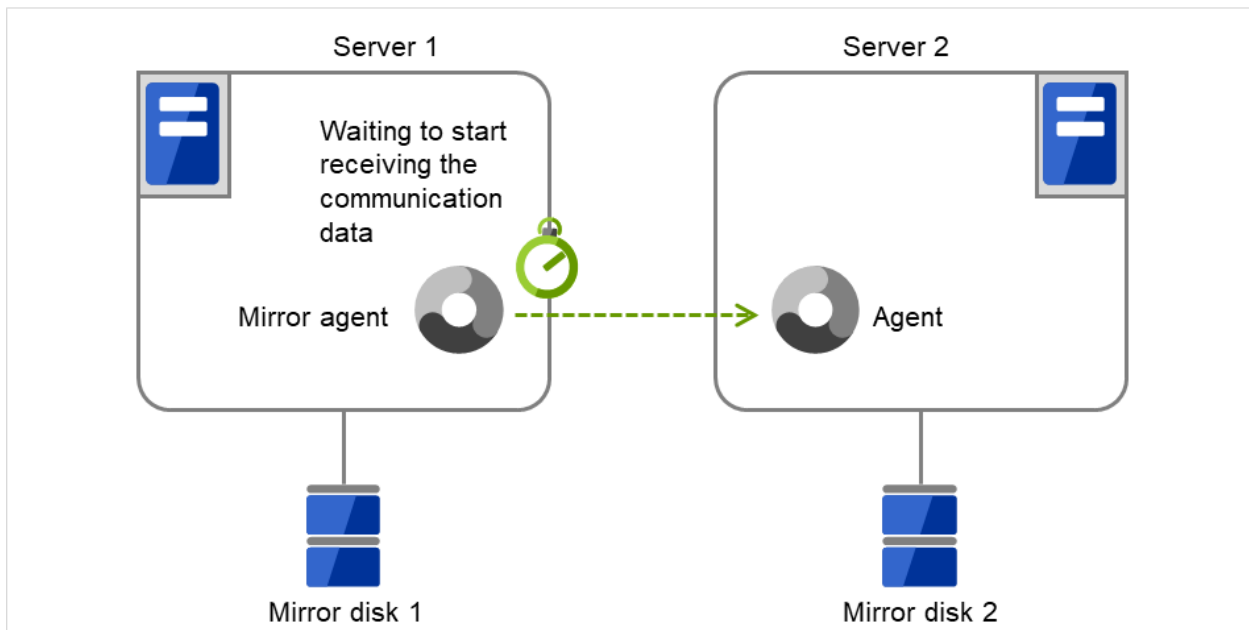 Server 1
Server 2
Waiting to start
receiving the
communication
data
Mirror agent
Agent
Mirror disk 1
Mirror disk 2